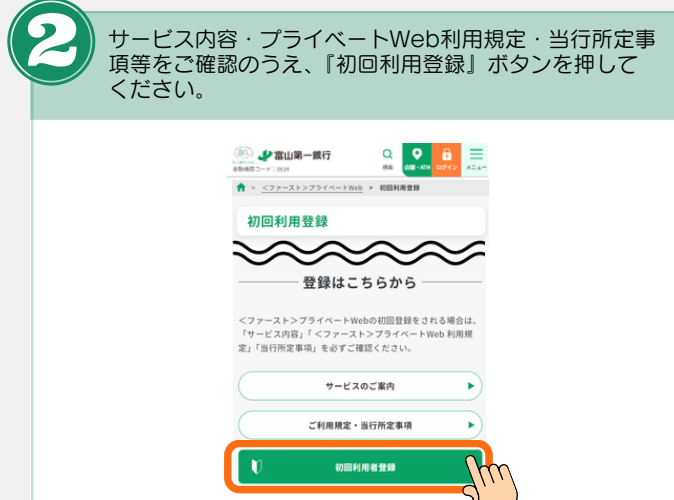 2
サービス内容・プライベートWeb利用規定・当行所定事
項等をご確認のうえ、『初回利用登録』ボタンを押して
ください。
富山第一銀行
金融機関コード：0534
検索
店舗・ATM
ログイン
メニュー
> <ファースト>プライベートWeb > 初回利用登録
初回利用登録
登録はこちらから
<ファースト>プライベートWebの初回登録をされる場合は、
「サービス内容」「 <ファースト>プライベートWeb 利用規
定」「当行所定事項」を必ずご確認ください。
サービスのご案内
ご利用規定・当行所定事項
初回利用者登録